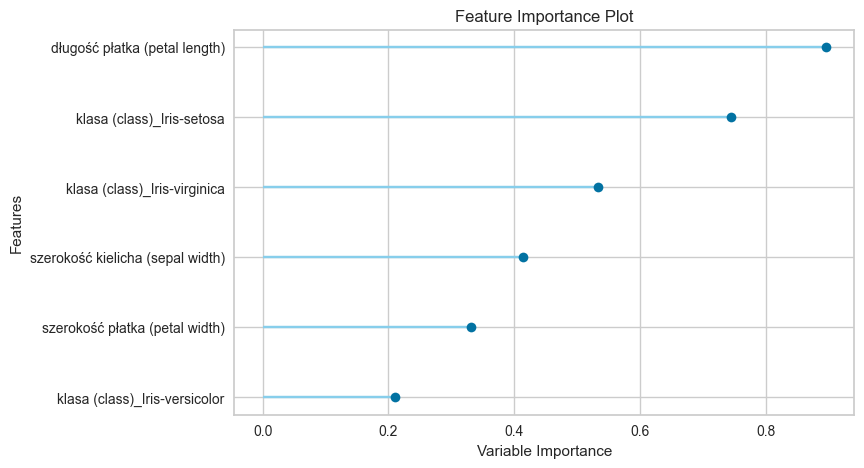 Feature Importance Plot
długość płatka (petal length)
klasa (class)_Iris-setosa
klasa (class)_Iris-virginica
szerokość kielicha (sepal width)
szerokość płatka (petal width)
klasa (class)_Iris-versicolor
Features
0.0 0.2 0.4 0.6 0.8
Variable Importance